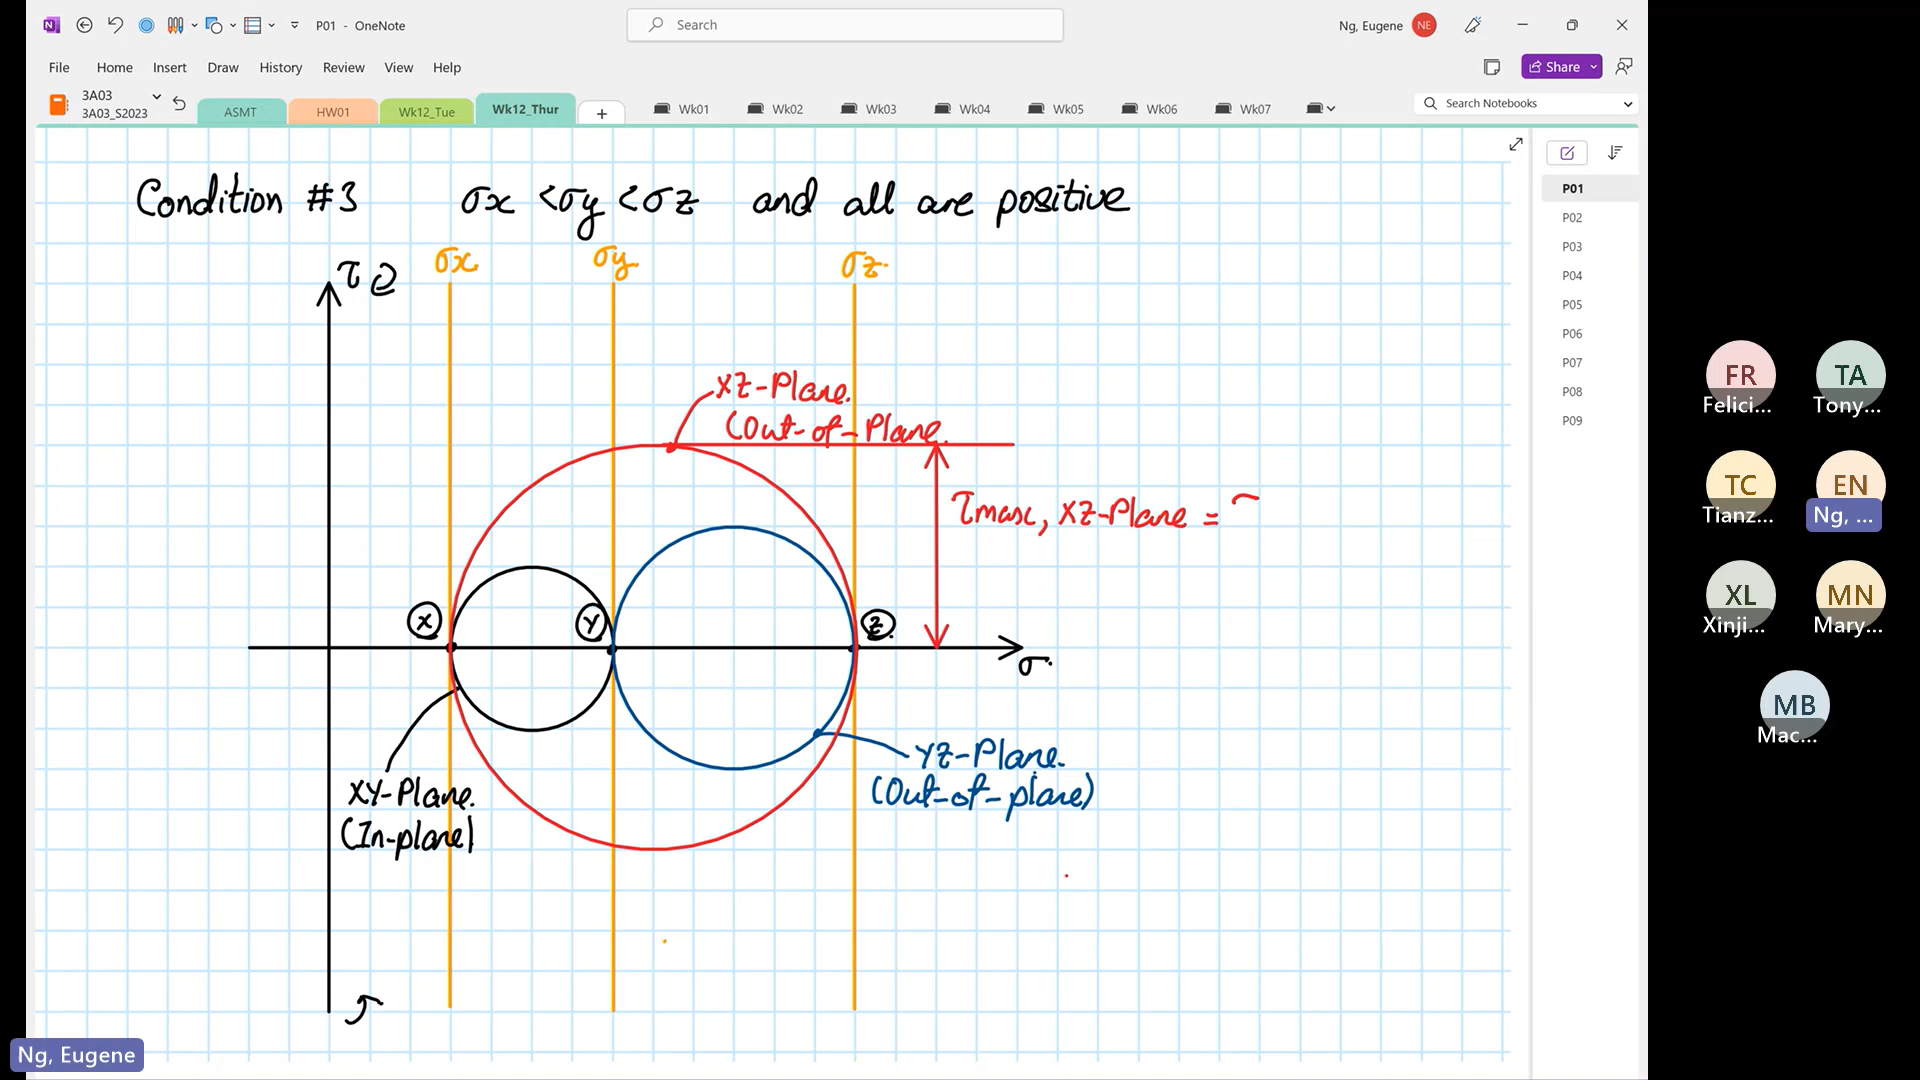 P01 - OneNote
Search
Ng, Eugene
NE
File
Home
Insert
Draw
History
Review
View
Help
Share
3A03
3A03_S2023
ASMT
HW01
Wk12_Tue
Wk12_Thur
+
Wk01
Wk02
Wk03
Wk04
Wk05
Wk06
Wk07
Search Notebooks
P01
P02
P03
P04
P05
P06
P07
P08
P09
Condition #3 σx < σy < σz and all are positive
τ
σx
σy
σz
XZ-Plane.
(Out-of-Plane.
τmax, XZ-Plane =
X
Y
Z
σ
XY-Plane.
(In-plane)
YZ-Plane.
(Out-of-plane)
FR
Felici...
TA
Tony...
TC
Tianz...
EN
Ng, ...
XL
Xinji...
MN
Mary...
MB
Mac...
Ng, Eugene